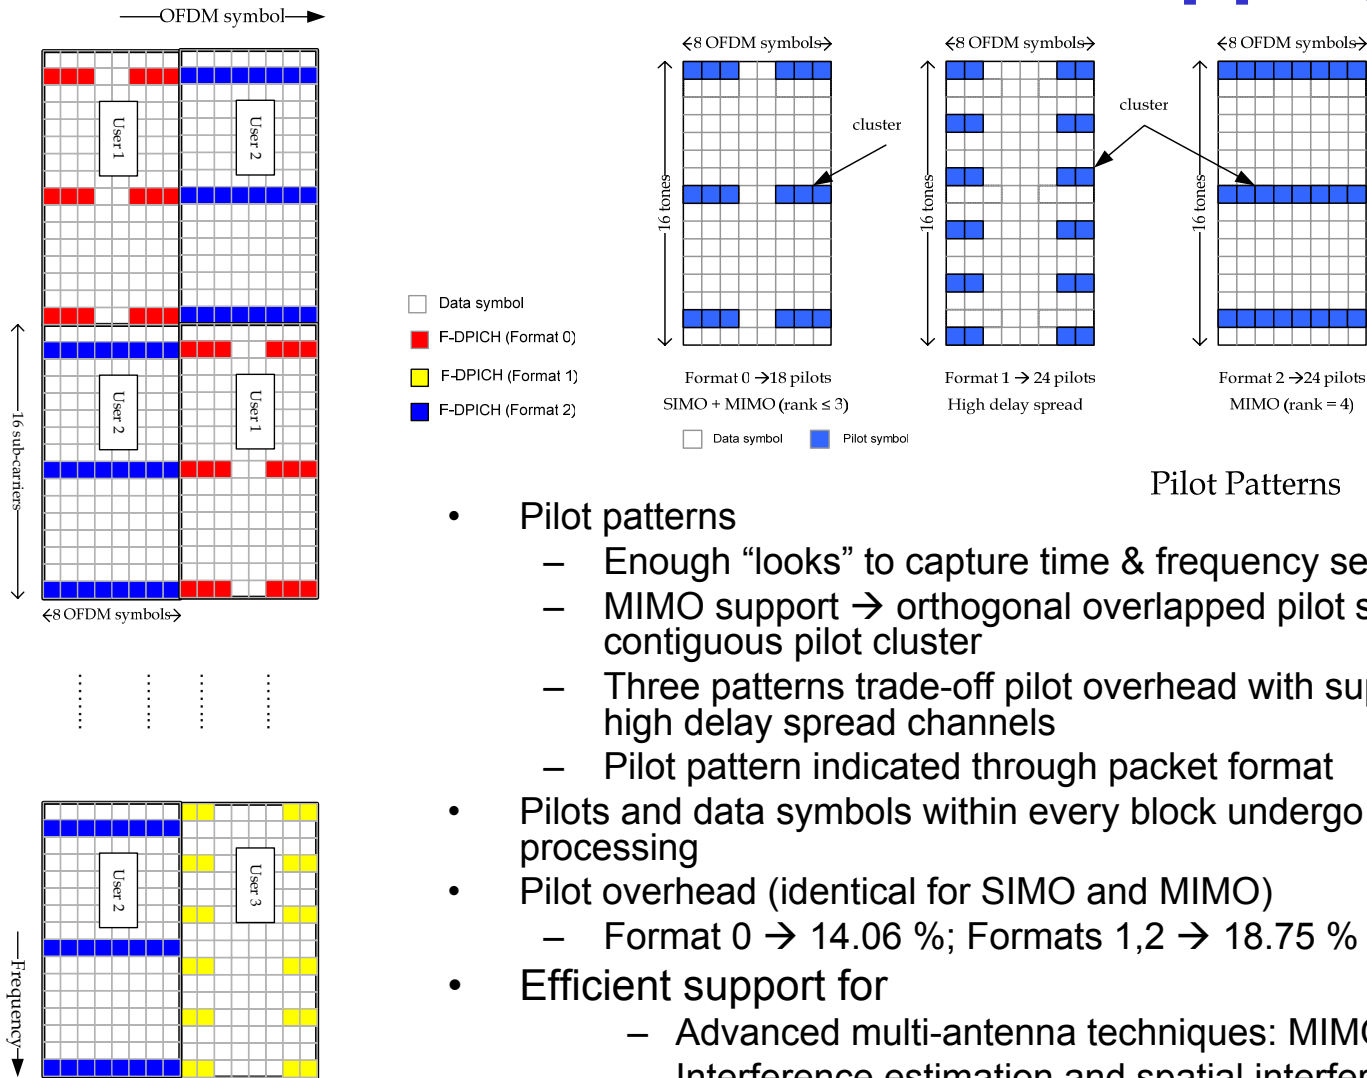 OFDM symbol
User 1
User 2
User 2
User 1
16 sub-carriers
8 OFDM symbols
User 2
User 3
Frequency
Data symbol
F-DPICH (Format 0)
F-DPICH (Format 1)
F-DPICH (Format 2)
8 OFDM symbols
8 OFDM symbols
8 OFDM symbols
16 tones
cluster
16 tones
cluster
16 tones
Format 0 →18 pilots
SIMO + MIMO (rank ≤ 3)
Format 1 → 24 pilots
High delay spread
Format 2 →24 pilots
MIMO (rank = 4)
Data symbol
Pilot symbol
Pilot Patterns
• Pilot patterns
– Enough “looks” to capture time & frequency se
– MIMO support → orthogonal overlapped pilot s
contiguous pilot cluster
– Three patterns trade-off pilot overhead with su
high delay spread channels
– Pilot pattern indicated through packet format
• Pilots and data symbols within every block undergo
processing
• Pilot overhead (identical for SIMO and MIMO)
– Format 0 → 14.06 %; Formats 1,2 → 18.75 %
• Efficient support for
– Advanced multi-antenna techniques: MIMO
Interference estimation and spatial interfer